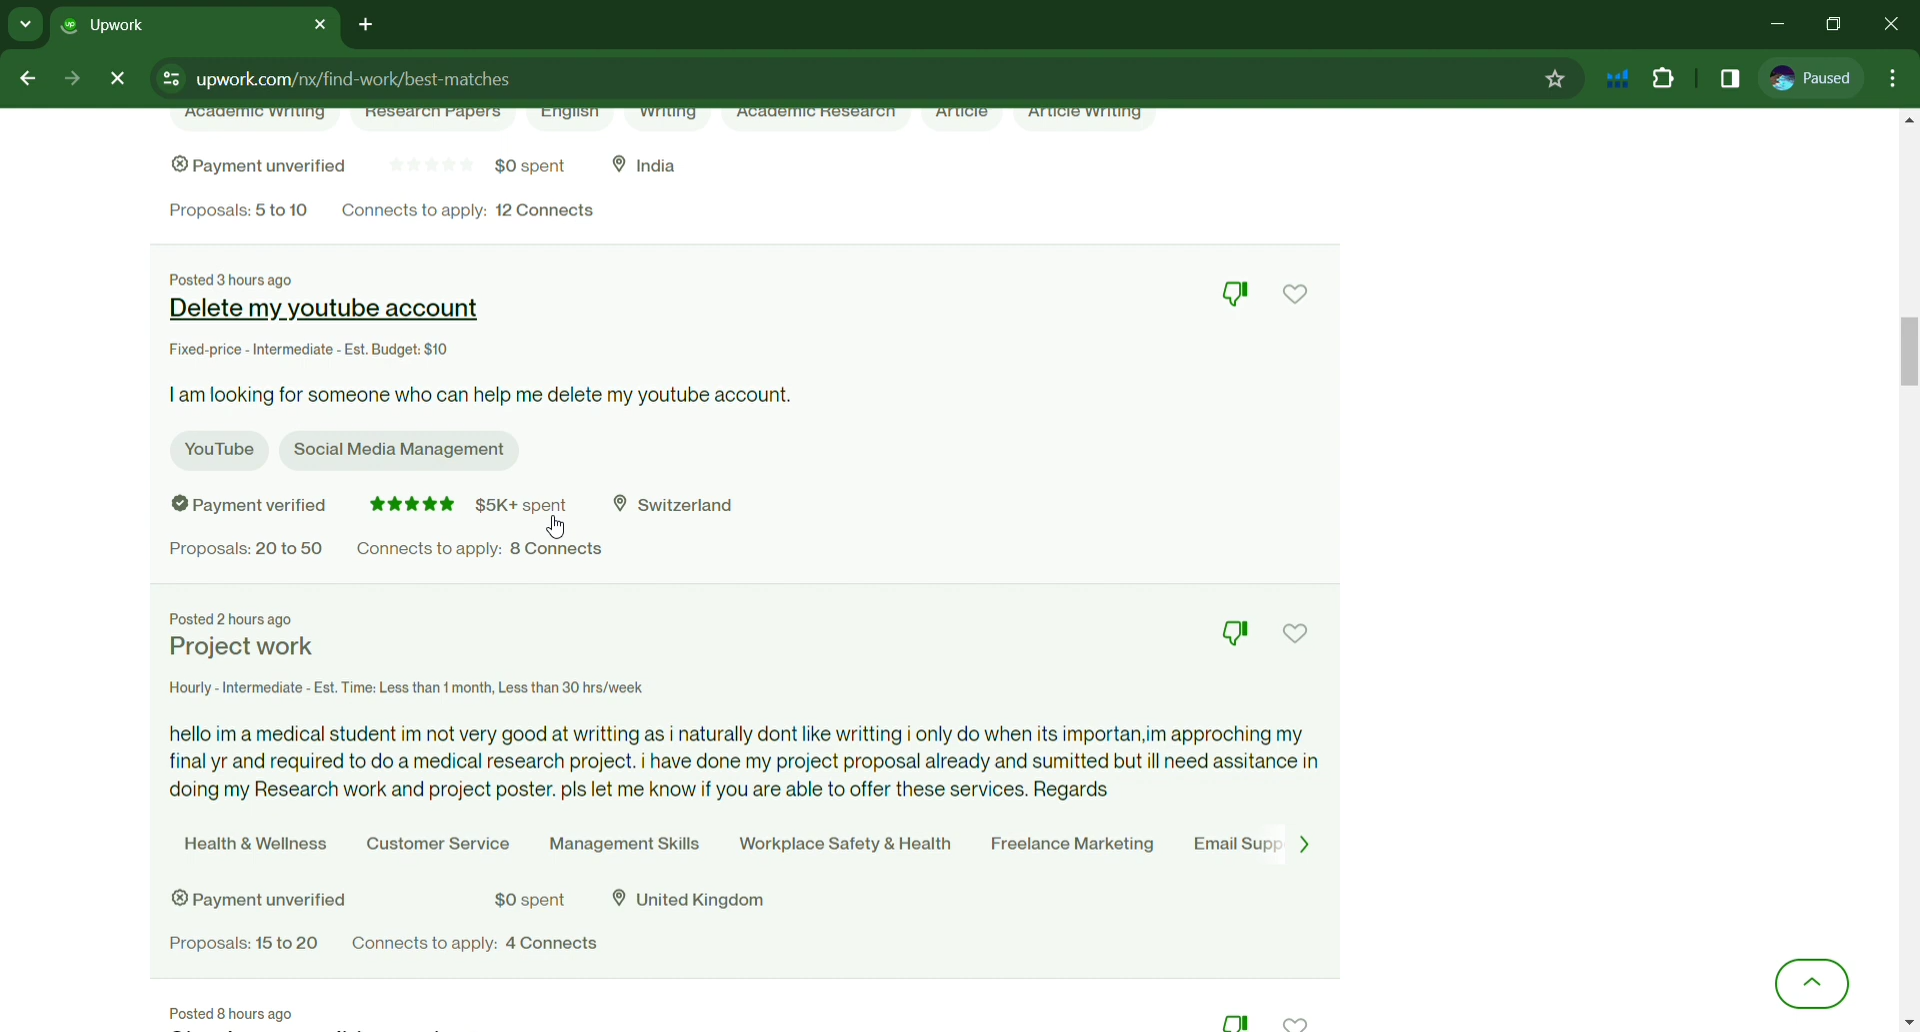 Upwork
upwork.com/nx/find-work/best-matches
Paused
Academic Writing Research Papers English Writing Academic Research Article Article Writing
Payment unverified $0 spent India
Proposals: 5 to 10 Connects to apply: 12 Connects
Posted 3 hours ago
Delete my youtube account
Fixed-price - Intermediate - Est. Budget: $10
I am looking for someone who can help me delete my youtube account.
YouTube Social Media Management
Payment verified $5K+ spent Switzerland
Proposals: 20 to 50 Connects to apply: 8 Connects
Posted 2 hours ago
Project work
Hourly - Intermediate - Est. Time: Less than 1 month, Less than 30 hrs/week
hello im a medical student im not very good at writting as i naturally dont like writting i only do when its importan,im approching my
final yr and required to do a medical research project. i have done my project proposal already and sumitted but ill need assitance in
doing my Research work and project poster. pls let me know if you are able to offer these services. Regards
Health & Wellness Customer Service Management Skills Workplace Safety & Health Freelance Marketing Email Supp
Payment unverified $0 spent United Kingdom
Proposals: 15 to 20 Connects to apply: 4 Connects
Posted 8 hours ago